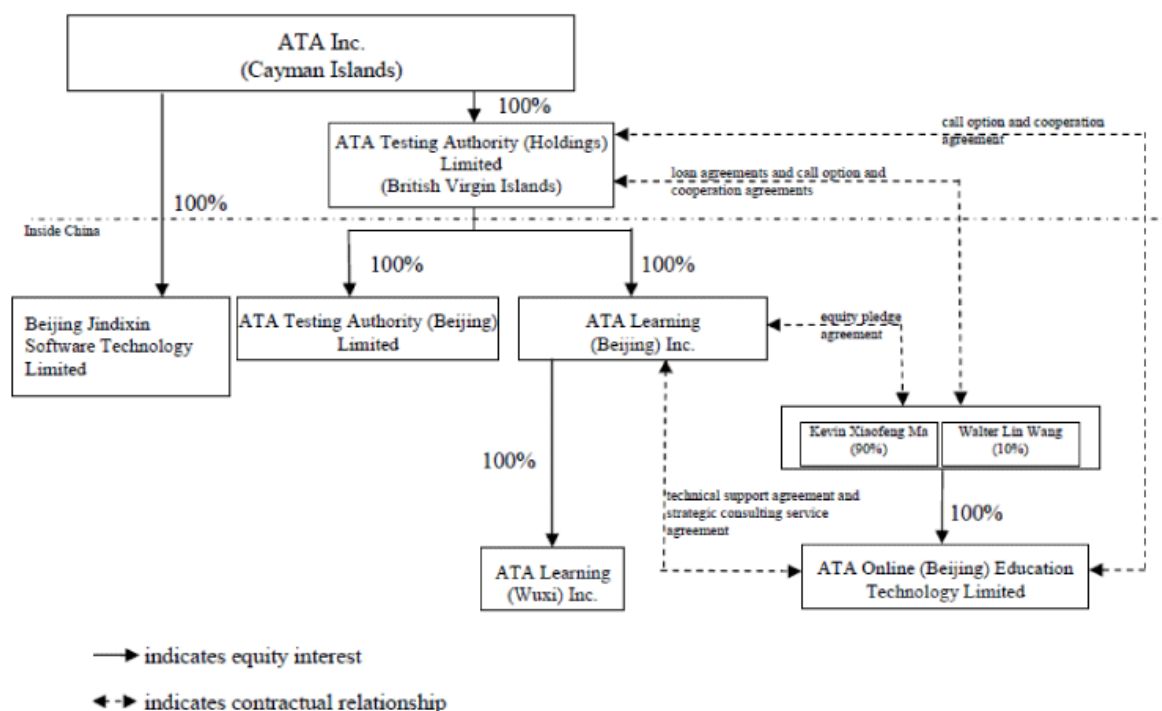 ATA Inc.
(Cayman Islands)
100%
ATA Testing Authority (Holdings)
Limited
(British Virgin Islands)
call option and cooperation
agreement
loan agreements and call option and
cooperation agreements
100%
Inside China
100%
100%
Beijing Jindixin
Software Technology
Limited
ATA Testing Authority (Beijing)
Limited
ATA Learning
(Beijing) Inc.
equity pledge
agreement
Kevin Xiaofeng Ma
(90%)
Walter Lin Wang
(10%)
100%
technical support agreement and
strategic consulting service
agreement
100%
ATA Learning
(Wuxi) Inc.
ATA Online (Beijing) Education
Technology Limited
indicates equity interest
indicates contractual relationship